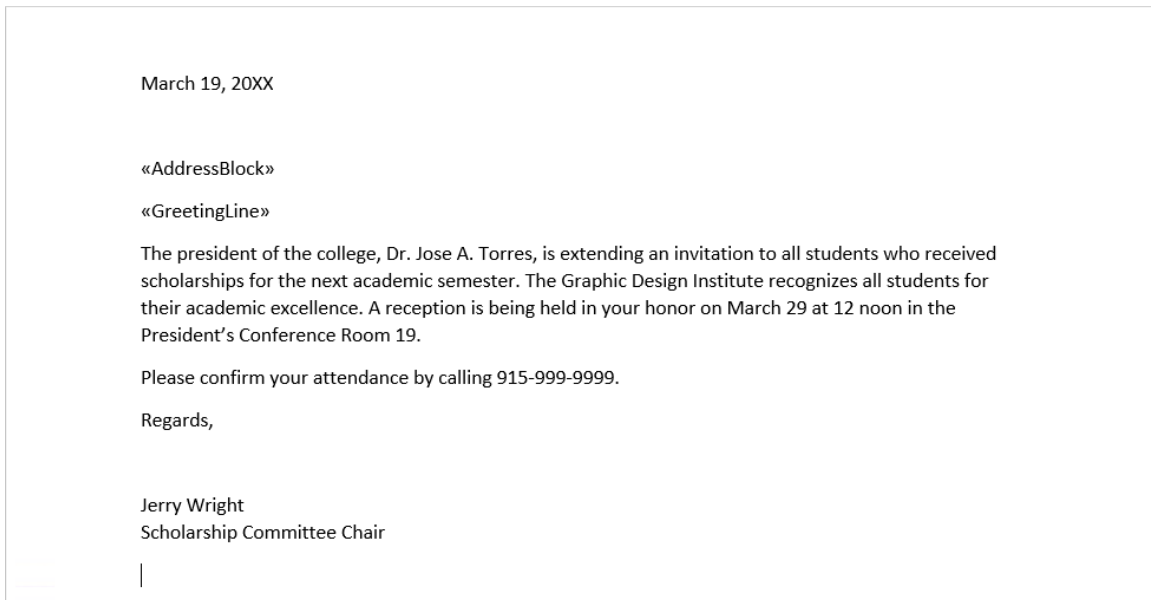 March 19, 20XX
«AddressBlock»
«GreetingLine»
The president of the college, Dr. Jose A. Torres, is extending an invitation to all students who received
scholarships for the next academic semester. The Graphic Design Institute recognizes all students for
their academic excellence. A reception is being held in your honor on March 29 at 12 noon in the
President’s Conference Room 19.
Please confirm your attendance by calling 915-999-9999.
Regards,
Jerry Wright
Scholarship Committee Chair